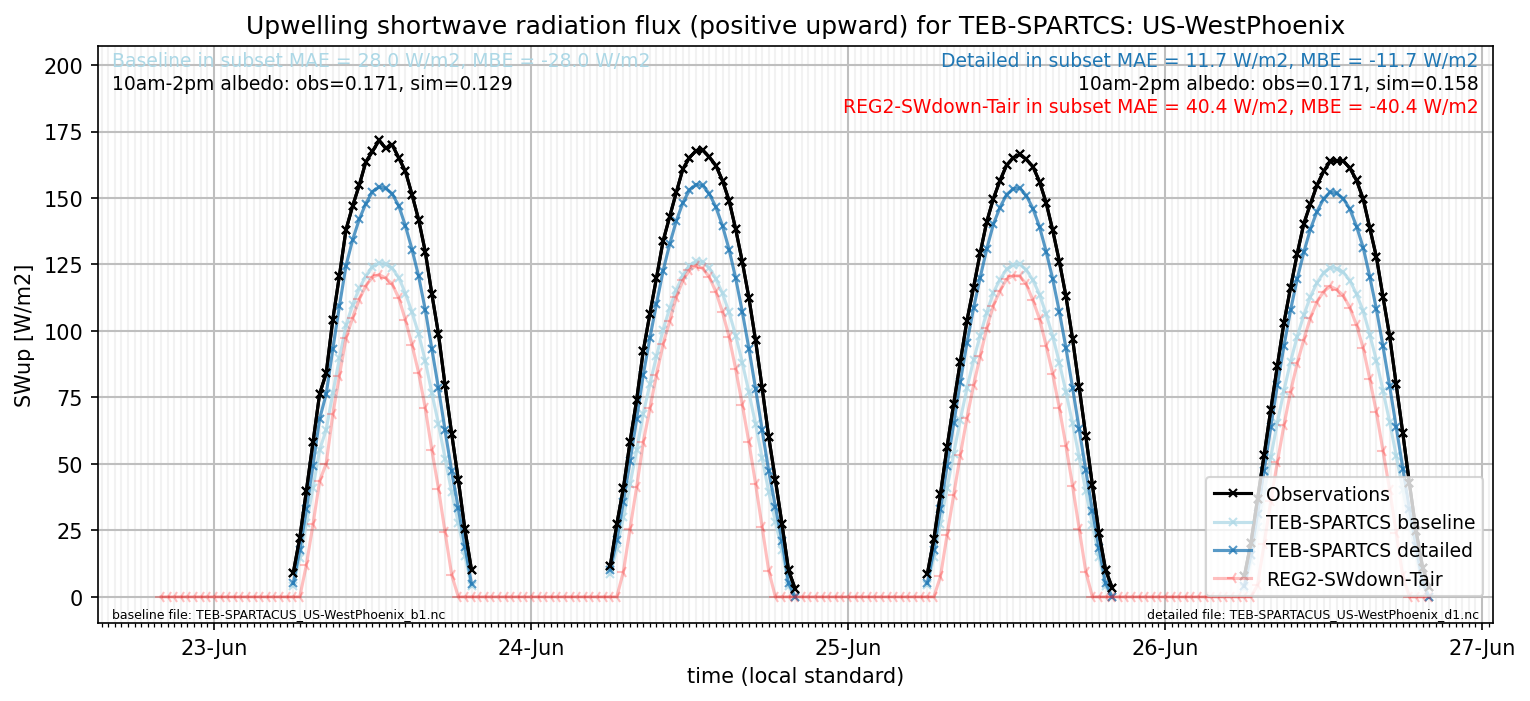 Upwelling shortwave radiation flux (positive upward) for TEB-SPARTCS: US-WestPhoenix
Baseline in subset MAE = 28.0 W/m2, MBE = -28.0 W/m2
10am-2pm albedo: obs=0.171, sim=0.129
Detailed in subset MAE = 11.7 W/m2, MBE = -11.7 W/m2
10am-2pm albedo: obs=0.171, sim=0.158
REG2-SWdown-Tair in subset MAE = 40.4 W/m2, MBE = -40.4 W/m2
SWup [W/m2]
200
175
150
125
100
75
50
25
0
Observations
TEB-SPARTCS baseline
TEB-SPARTCS detailed
REG2-SWdown-Tair
baseline file: TEB-SPARTACUS_US-WestPhoenix_b1.nc
detailed file: TEB-SPARTACUS_US-WestPhoenix_d1.nc
23-Jun
24-Jun
25-Jun
26-Jun
27-Jun
time (local standard)